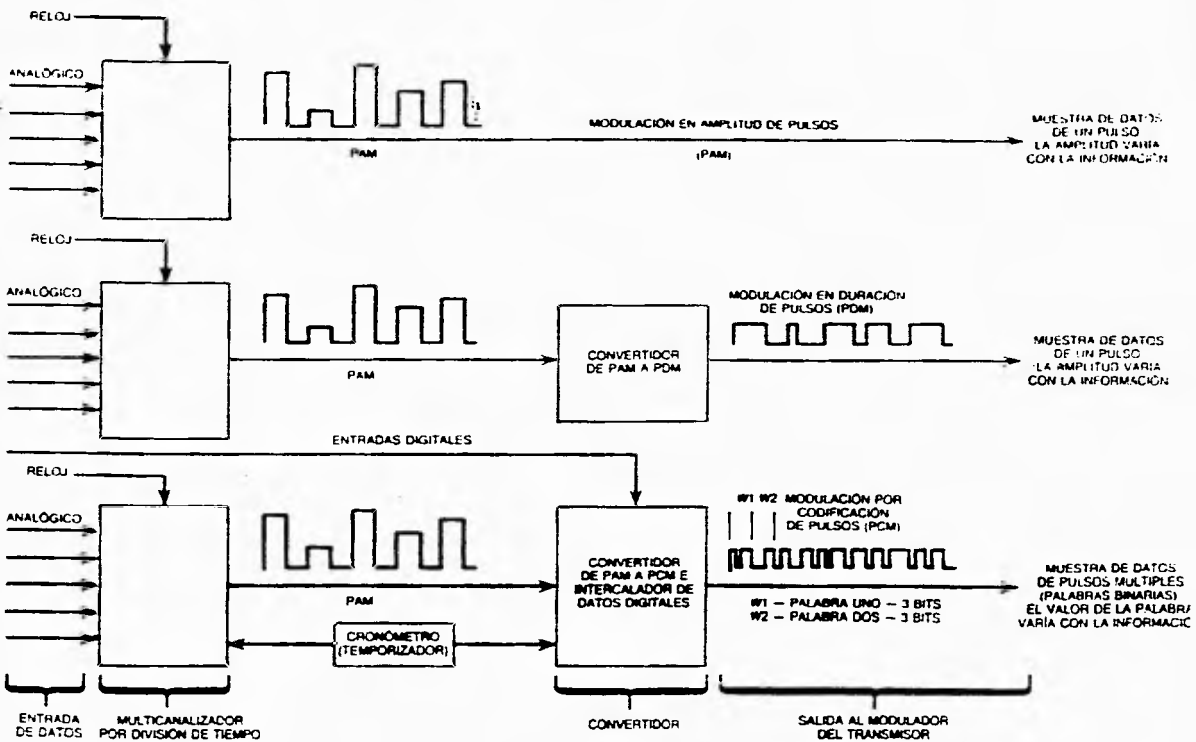 RELOJ
ANALÓGICO
PAM
MODULACIÓN EN AMPLITUD DE PULSOS
(PAM)
MUESTRA DE DATOS
DE UN PULSO
LA AMPLITUD VARIA
CON LA INFORMACIÓN
RELOJ
ANALÓGICO
PAM
CONVERTIDOR
DE PAM A PDM
MODULACIÓN EN DURACIÓN
DE PULSOS (PDM)
MUESTRA DE DATOS
DE UN PULSO
LA AMPLITUD VARIA
CON LA INFORMACIÓN
ENTRADAS DIGITALES
RELOJ
ANALÓGICO
PAM
CRONÓMETRO
(TEMPORIZADOR)
CONVERTIDOR
DE PAM A PCM E
INTERCALADOR DE
DATOS DIGITALES
W1 W2 MODULACIÓN POR
CODIFICACIÓN
DE PULSOS (PCM)
W1 – PALABRA UNO – 3 BITS
W2 – PALABRA DOS – 3 BITS
MUESTRA DE DATOS
DE PULSOS MULTIPLES
(PALABRAS BINARIAS)
EL VALOR DE LA PALABRA
VARÍA CON LA INFORMACIÓ
ENTRADA
DE DATOS
MULTICANALIZADOR
POR DIVISIÓN DE TIEMPO
CONVERTIDOR
SALIDA AL MODULADOR
DEL TRANSMISOR